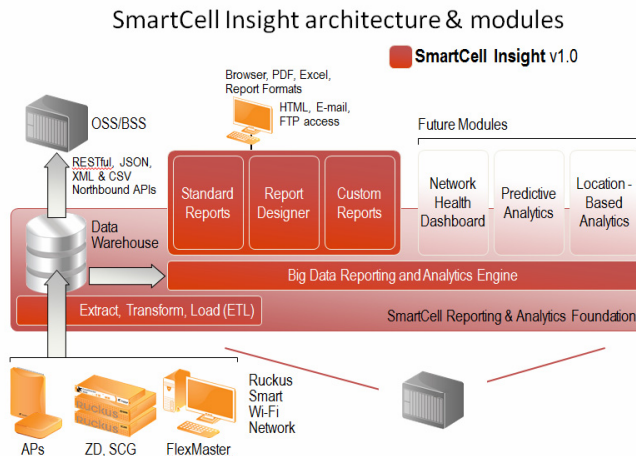 SmartCell Insight architecture & modules
SmartCell Insight v1.0
Browser, PDF, Excel,
Report Formats
HTML, E-mail,
FTP access
OSS/BSS
RESTful, JSON,
XML & CSV
Northbound APIs
Future Modules
Standard
Reports
Report
Designer
Custom
Reports
Network
Health
Dashboard
Predictive
Analytics
Location -
Based
Analytics
Data
Warehouse
Big Data Reporting and Analytics Engine
Extract, Transform, Load (ETL)
SmartCell Reporting & Analytics Foundation
Ruckus
Smart
Wi-Fi
Network
RUCKUS
RUCKUS
APs
ZD, SCG
FlexMaster